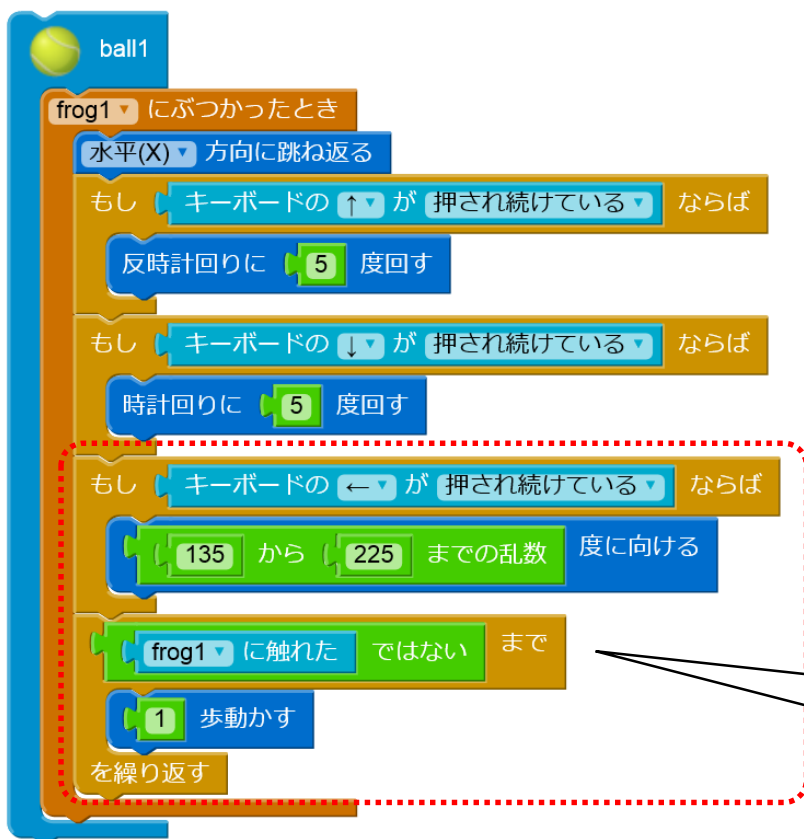 ball1
frog1 にぶつかったとき
水平(X) 方向に跳ね返る
もし キーボードの ↑ が 押され続けている ならば
反時計回りに 5 度回す
もし キーボードの ↓ が 押され続けている ならば
時計回りに 5 度回す
もし キーボードの ← が 押され続けている ならば
135 から 225 までの乱数 度に向ける
frog1 に触れた ではない まで
1 歩動かす
を繰り返す